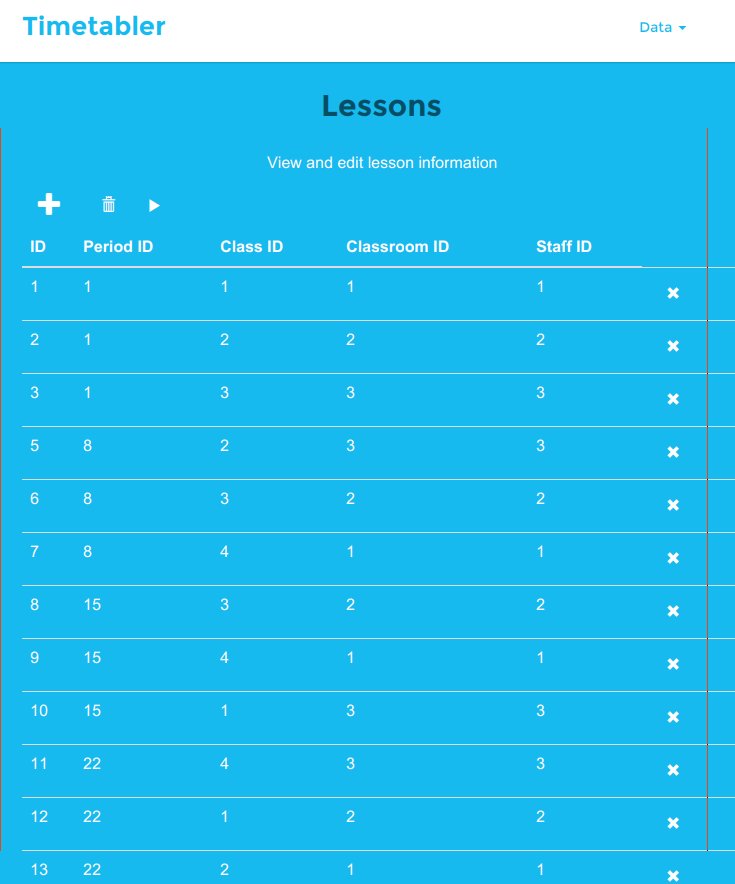 Timetabler Data
Lessons
View and edit lesson information
ID Period ID Class ID Classroom ID Staff ID
1 1 1 1 1
2 1 2 2 2
3 1 3 3 3
5 8 2 3 3
6 8 3 2 2
7 8 4 1 1
8 15 3 2 2
9 15 4 1 1
10 15 1 3 3
11 22 4 3 3
12 22 1 2 2
13 22 2 1 1